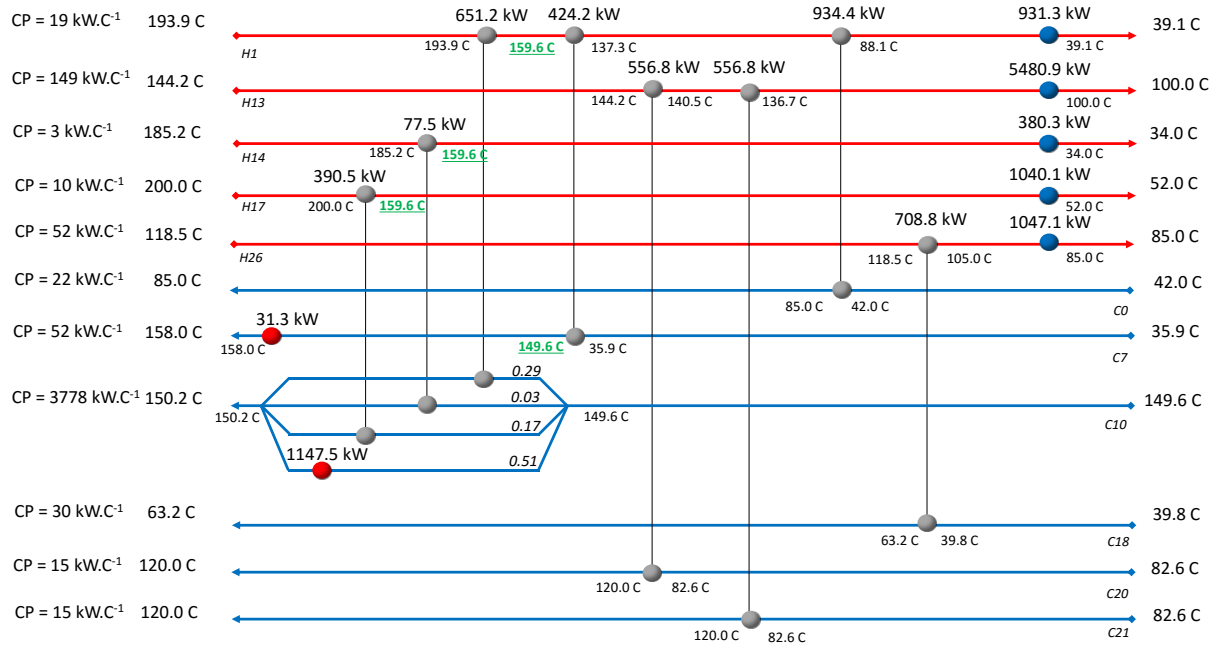 CP = 19 kW.C-1 193.9 C 651.2 kW 424.2 kW 934.4 kW 931.3 kW 39.1 C
H1 193.9 C 159.6 C 137.3 C 88.1 C 39.1 C
CP = 149 kW.C-1 144.2 C 556.8 kW 556.8 kW 5480.9 kW 100.0 C
H13 144.2 C 140.5 C 136.7 C 100.0 C
CP = 3 kW.C-1 185.2 C 77.5 kW 380.3 kW 34.0 C
H14 185.2 C 159.6 C 34.0 C
CP = 10 kW.C-1 200.0 C 390.5 kW 1040.1 kW 52.0 C
H17 200.0 C 159.6 C 52.0 C
CP = 52 kW.C-1 118.5 C 708.8 kW 1047.1 kW 85.0 C
H26 118.5 C 105.0 C 85.0 C
CP = 22 kW.C-1 85.0 C 42.0 C
85.0 C 42.0 C C0
CP = 52 kW.C-1 158.0 C 31.3 kW 35.9 C
158.0 C 149.6 C 35.9 C C7
0.29
CP = 3778 kW.C-1 150.2 C 0.03 149.6 C
150.2 C 149.6 C C10
0.17
1147.5 kW 0.51
CP = 30 kW.C-1 63.2 C 39.8 C
63.2 C 39.8 C C18
CP = 15 kW.C-1 120.0 C 82.6 C
120.0 C 82.6 C C20
CP = 15 kW.C-1 120.0 C 82.6 C
120.0 C 82.6 C C21